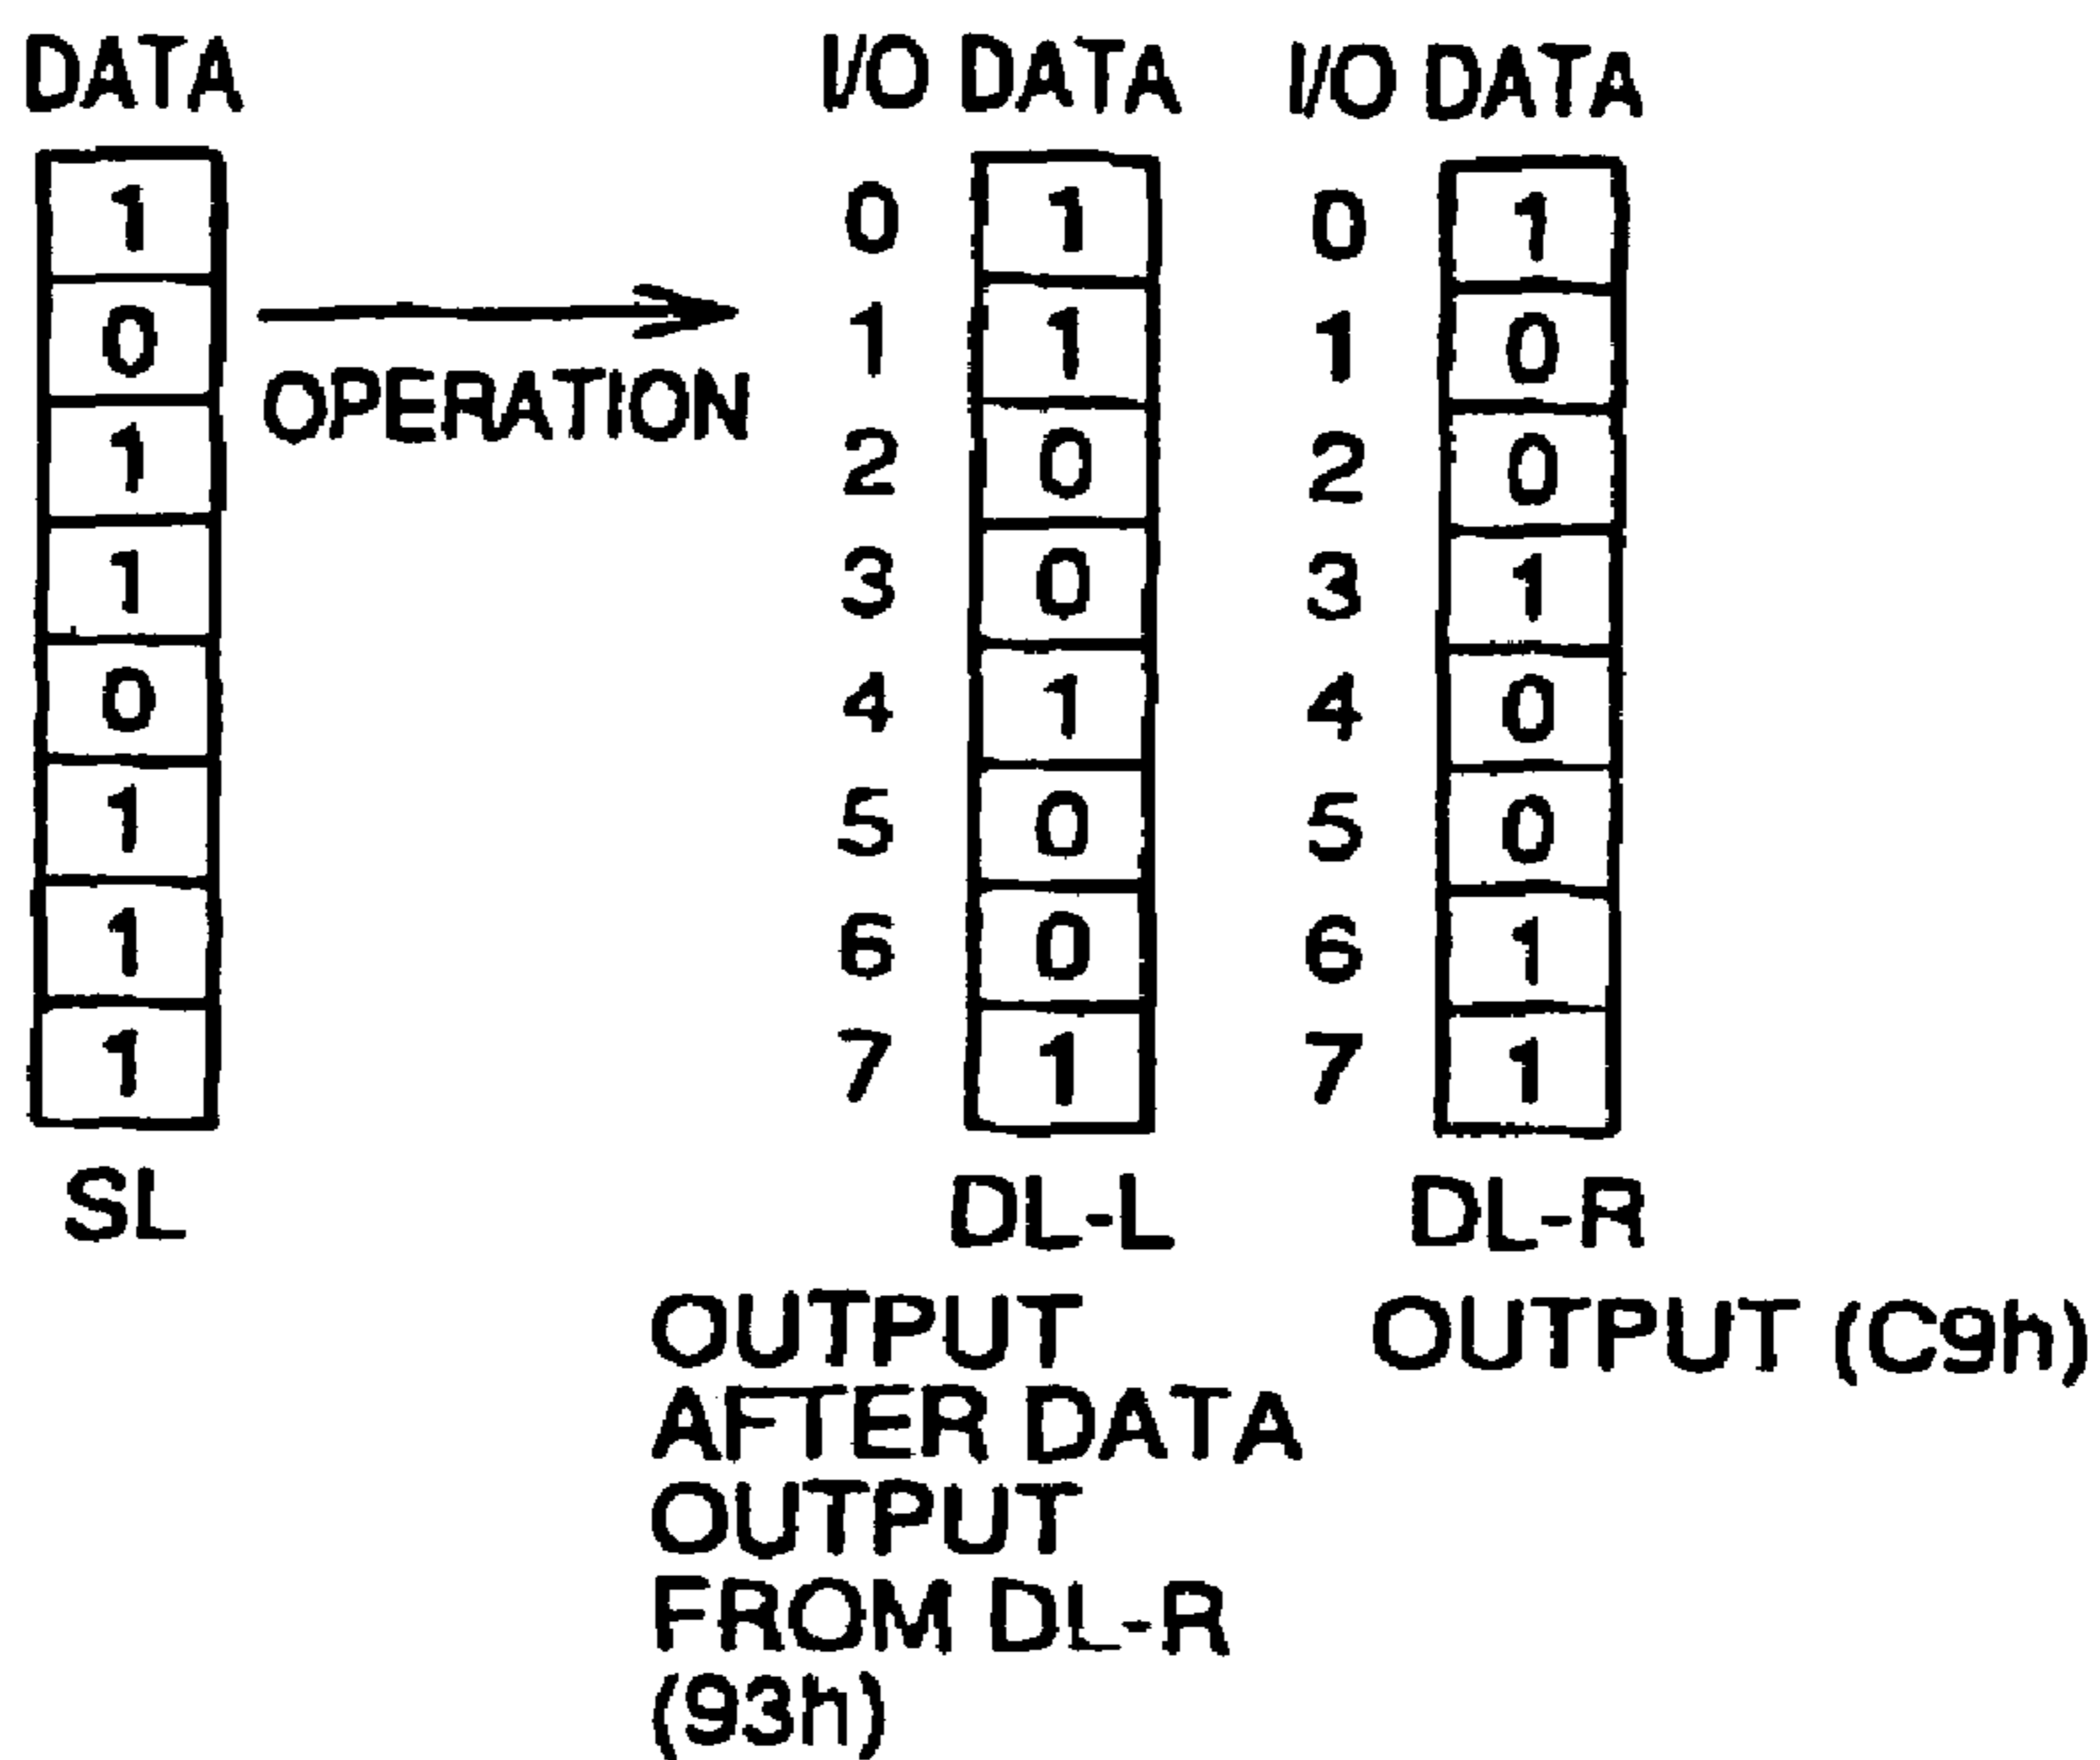 DATA I/O DATA I/O DATA
1 0 1 0 1
0 1 1 1 0
OPERATION
1 2 0 2 0
1 3 0 3 1
0 4 1 4 0
1 5 0 5 0
1 6 0 6 1
1 7 1 7 1
SL DL-L DL-R
OUTPUT
AFTER DATA
OUTPUT
FROM DL-R
(93h)
OUTPUT (C9h)